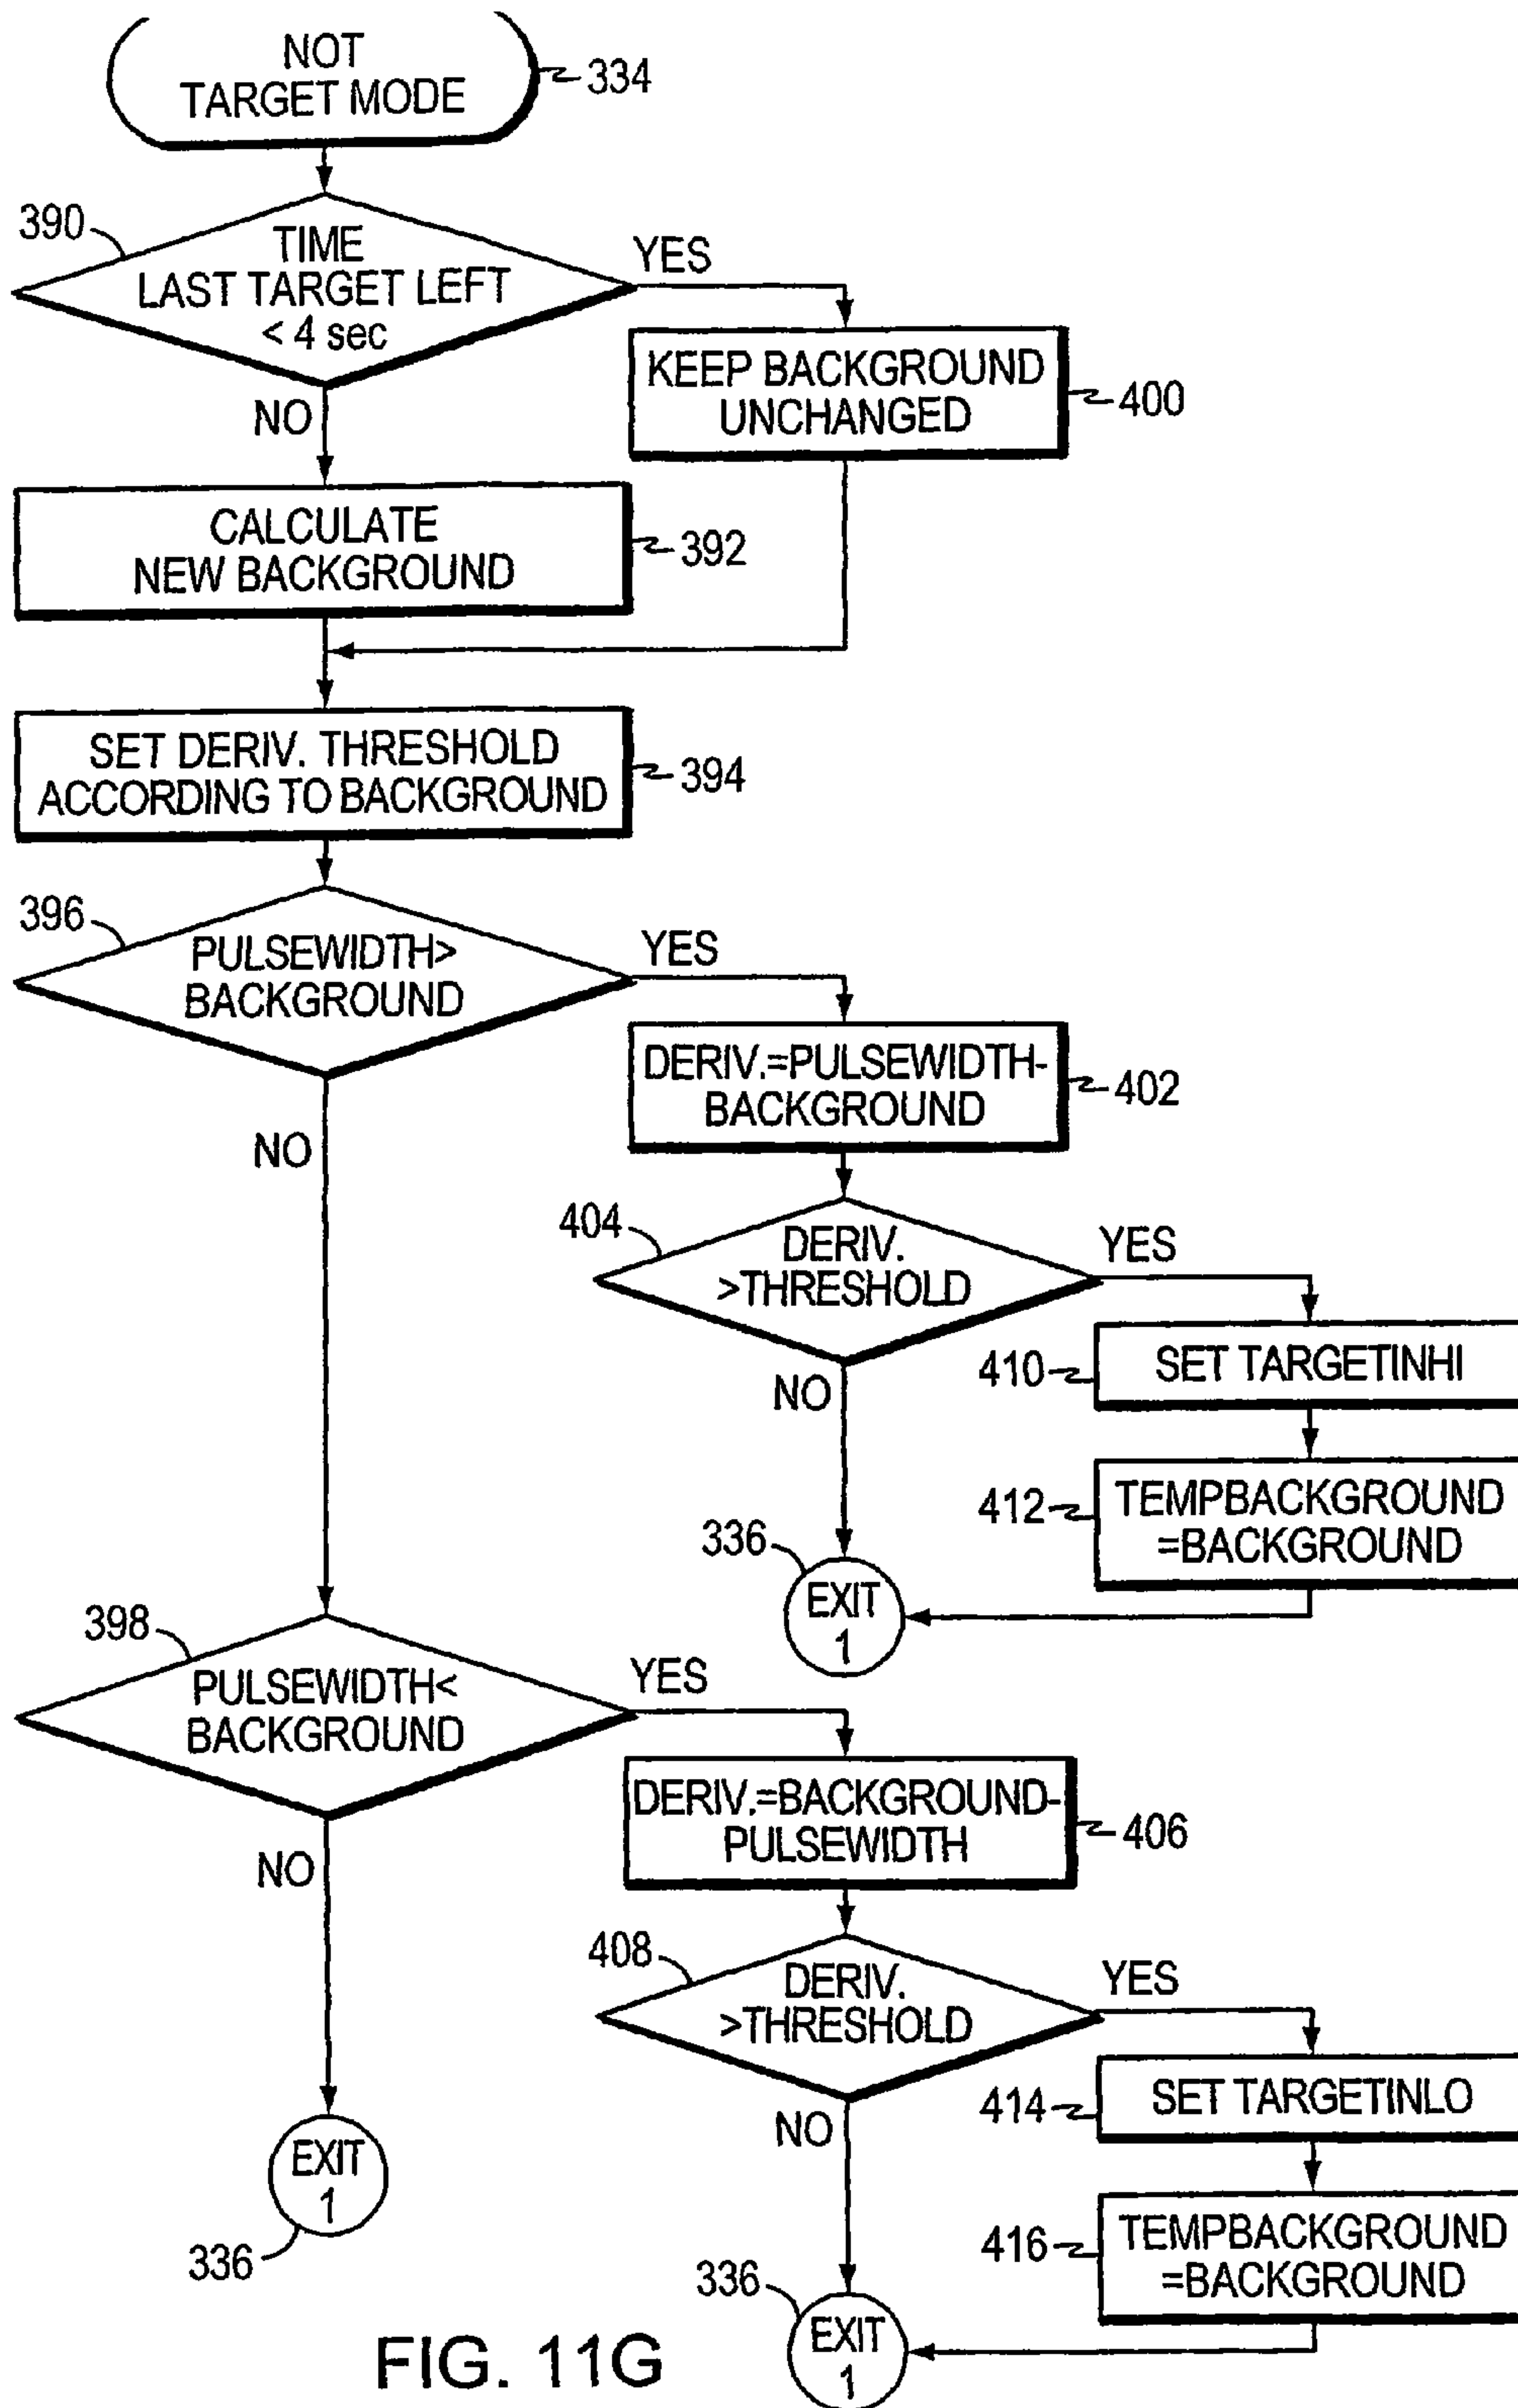 NOT
TARGET MODE
334
390
TIME
LAST TARGET LEFT
< 4 sec
YES
KEEP BACKGROUND
UNCHANGED
400
NO
CALCULATE
NEW BACKGROUND
392
SET DERIV. THRESHOLD
ACCORDING TO BACKGROUND
394
396
PULSEWIDTH>
BACKGROUND
YES
DERIV.=PULSEWIDTH-
BACKGROUND
402
NO
404
DERIV.
>THRESHOLD
YES
410
SET TARGETINHI
NO
412
TEMPBACKGROUND
=BACKGROUND
336
EXIT
1
398
PULSEWIDTH<
BACKGROUND
YES
DERIV.=BACKGROUND-
PULSEWIDTH
406
NO
408
DERIV.
>THRESHOLD
YES
414
SET TARGETINLO
NO
416
TEMPBACKGROUND
=BACKGROUND
EXIT
1
336
336
EXIT
1
FIG. 11G